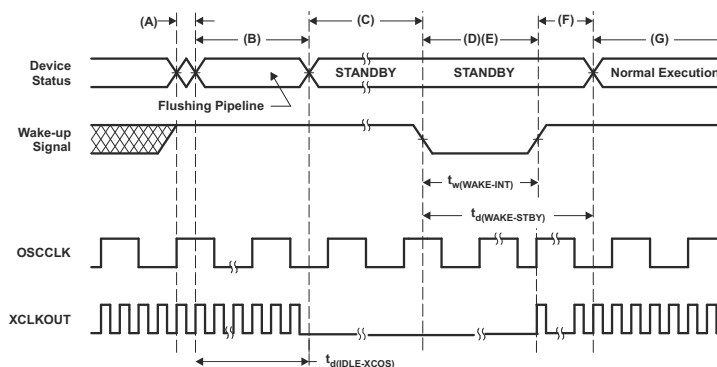 (A)
(B)
(C)
(D)(E)
(F)
(G)
Device
Status
STANDBY
STANDBY
Normal Execution
Flushing Pipeline
Wake-up
Signal
tw(WAKE-INT)
td(WAKE-STBY)
OSCCLK
XCLKOUT
td(IDLE-XCOS)